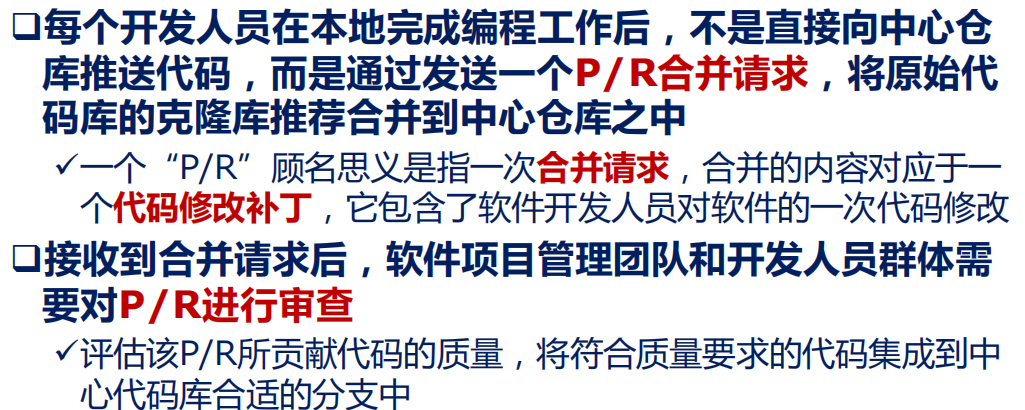 ❑每个开发人员在本地完成编程工作后，不是直接向中心仓
库推送代码，而是通过发送一个P/R合并请求，将原始代
码库的克隆库推荐合并到中心仓库之中
✓一个“P/R”顾名思义是指一次合并请求，合并的内容对应于一
个代码修改补丁，它包含了软件开发人员对软件的一次代码修改
❑接收到合并请求后，软件项目管理团队和开发人员群体需
要对P/R进行审查
✓评估该P/R所贡献代码的质量，将符合质量要求的代码集成到中
心代码库合适的分支中